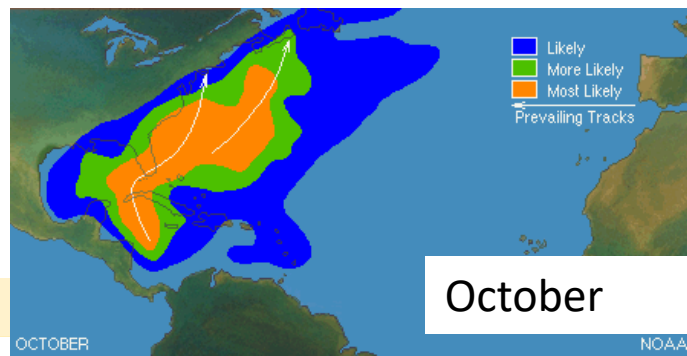 Likely
More Likely
Most Likely
Prevailing Tracks
October
OCTOBER
NOAA